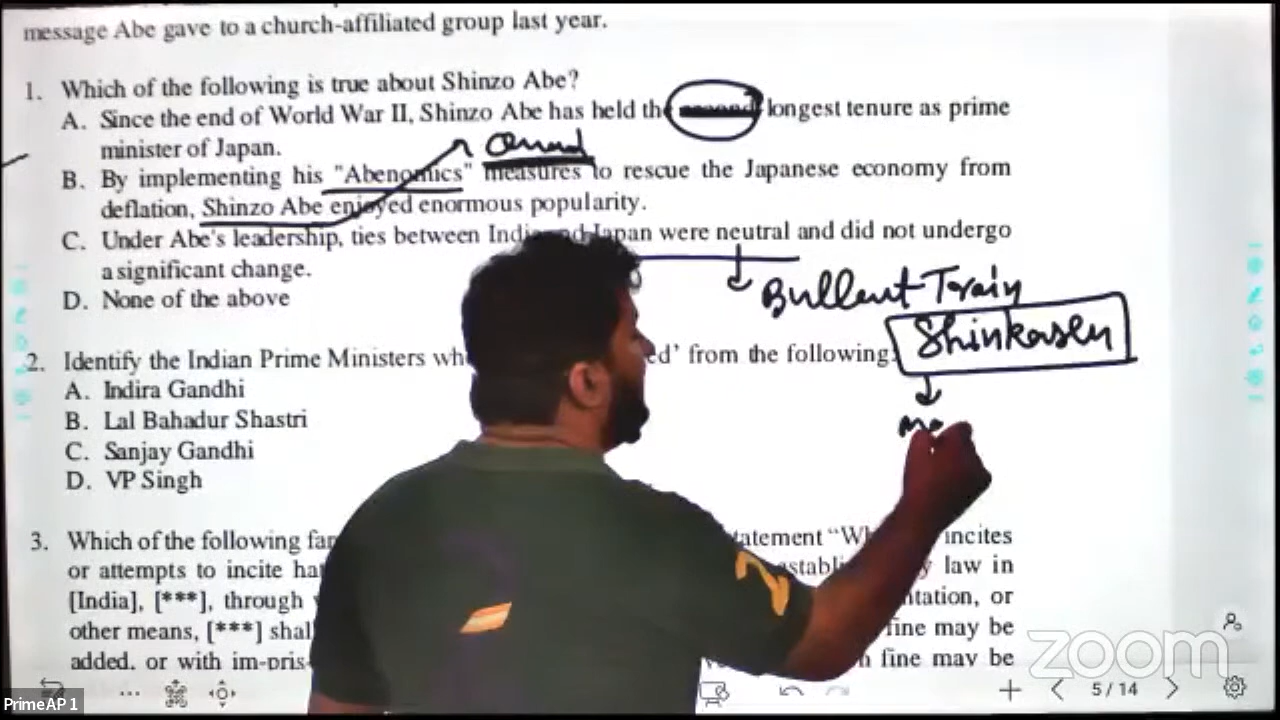 message Abe gave to a church-affiliated group last year.
1. Which of the following is true about Shinzo Abe?
A. Since the end of World War II, Shinzo Abe has held the longest tenure as prime
minister of Japan.
B. By implementing his "Abenomics" measures to rescue the Japanese economy from
deflation, Shinzo Abe enjoyed enormous popularity.
C. Under Abe's leadership, ties between India and Japan were neutral and did not undergo
a significant change.
Bullent Train
D. None of the above
Shinkasen
2. Identify the Indian Prime Ministers from the following:
A. Indira Gandhi
B. Lal Bahadur Shastri
C. Sanjay Gandhi
D. VP Singh
3. Which of the following statement incites
or attempts to incite law in
[India], [***], through or
other means, [***] fine may be
added, or with im-pris- fine may be
zoom
5/14
PrimeAP 1